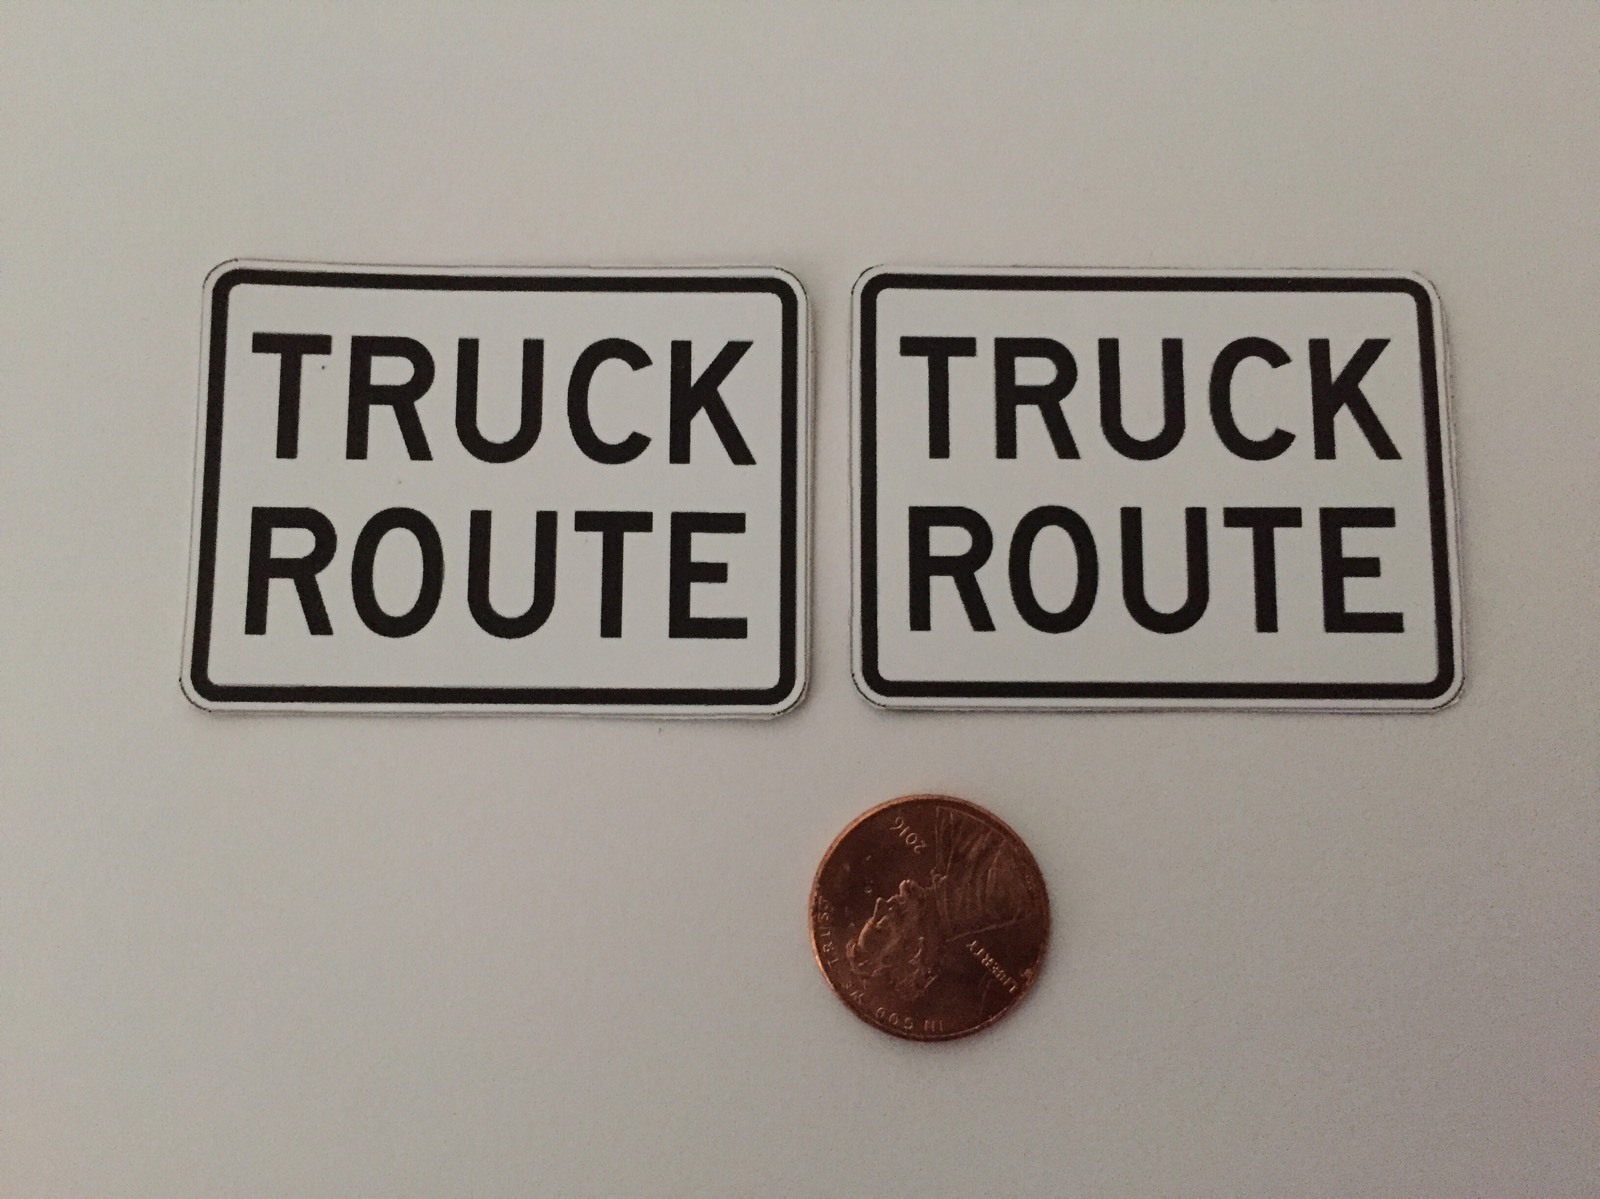 TRUCK
ROUTE
TRUCK
ROUTE
2016
LIBERTY
IN GOD WE TRUST